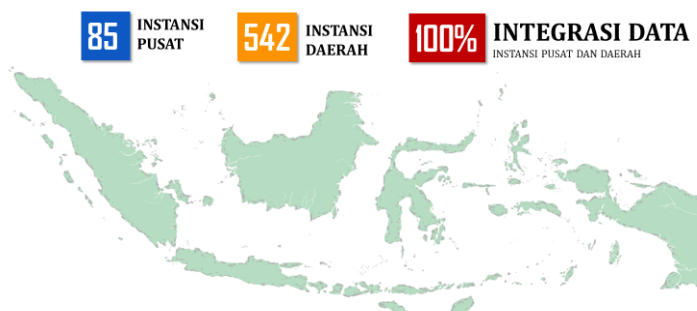 85
INSTANSI
PUSAT
542
INSTANSI
DAERAH
100%
INTEGRASI DATA
INSTANSI PUSAT DAN DAERAH